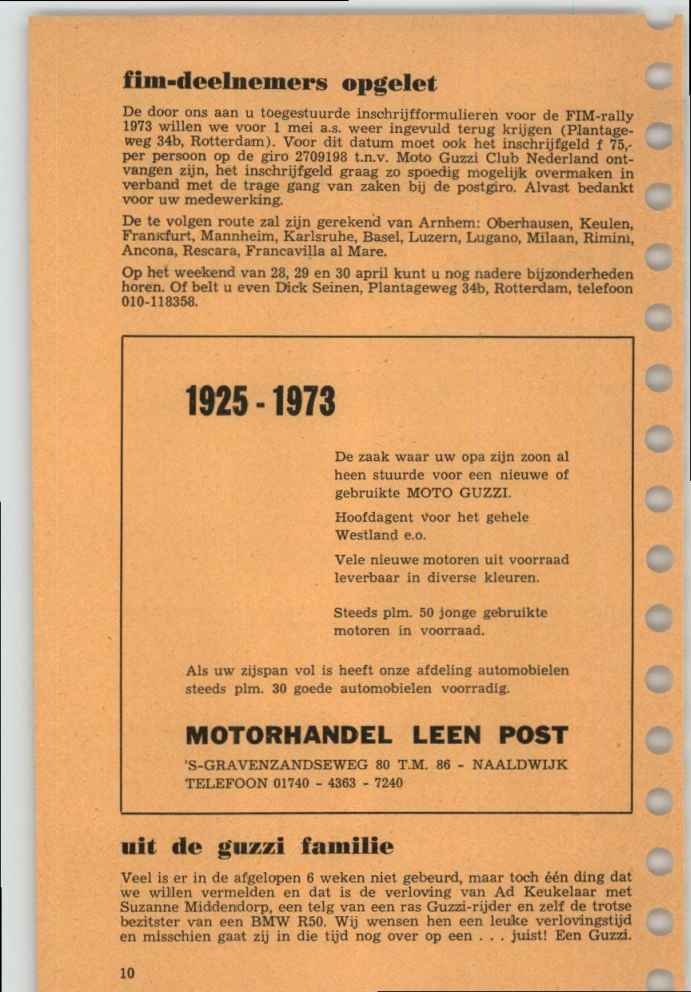 fim-deelnemers opgelet
De door ons aan u toegestuurde inschrijfformulieren voor de FIM-rally
1973 willen we voor 1 mei a.s. weer ingevuld terug krijgen (Plantage-
weg 34b, Rotterdam). Voor dit datum moet ook het inschrijfgeld f 75,-
per persoon op de giro 2709198 t.n.v. Moto Guzzi Club Nederland ont-
vangen zijn, het inschrijfgeld graag zo spoedig mogelijk overmaken in
verband met de trage gang van zaken bij de postgiro. Alvast bedankt
voor uw medewerking.
De te volgen route zal zijn gerekend van Arnhem: Oberhausen, Keulen,
Frankfurt, Mannheim, Karlsruhe, Basel, Luzern, Lugano, Milaan, Rimini,
Ancona, Rescara, Francavilla al Mare.
Op het weekend van 28, 29 en 30 april kunt u nog nadere bijzonderheden
horen. Of belt u even Dick Seinen, Plantageweg 34b, Rotterdam, telefoon
010-118358.
1925 - 1973
De zaak waar uw opa zijn zoon al
heen stuurde voor een nieuwe of
gebruikte MOTO GUZZI.
Hoofdagent voor het gehele
Westland e.o.
Vele nieuwe motoren uit voorraad
leverbaar in diverse kleuren.
Steeds plm. 50 jonge gebruikte
motoren in voorraad.
Als uw zijspan vol is heeft onze afdeling automobielen
steeds plm. 30 goede automobielen voorradig.
MOTORHANDEL LEEN POST
'S-GRAVENZANDSEWEG 80 T.M. 86 - NAALDWIJK
TELEFOON 01740 - 4363 - 7240
uit de guzzi familie
Veel is er in de afgelopen 6 weken niet gebeurd, maar toch één ding dat
we willen vermelden en dat is de verloving van Ad Keukelaar met
Suzanne Middendorp, een telg van een ras Guzzi-rijder en zelf de trotse
bezitster van een BMW R50. Wij wensen hen een leuke verlovingstijd
en misschien gaat zij in die tijd nog over op een . . . juist! Een Guzzi.
10